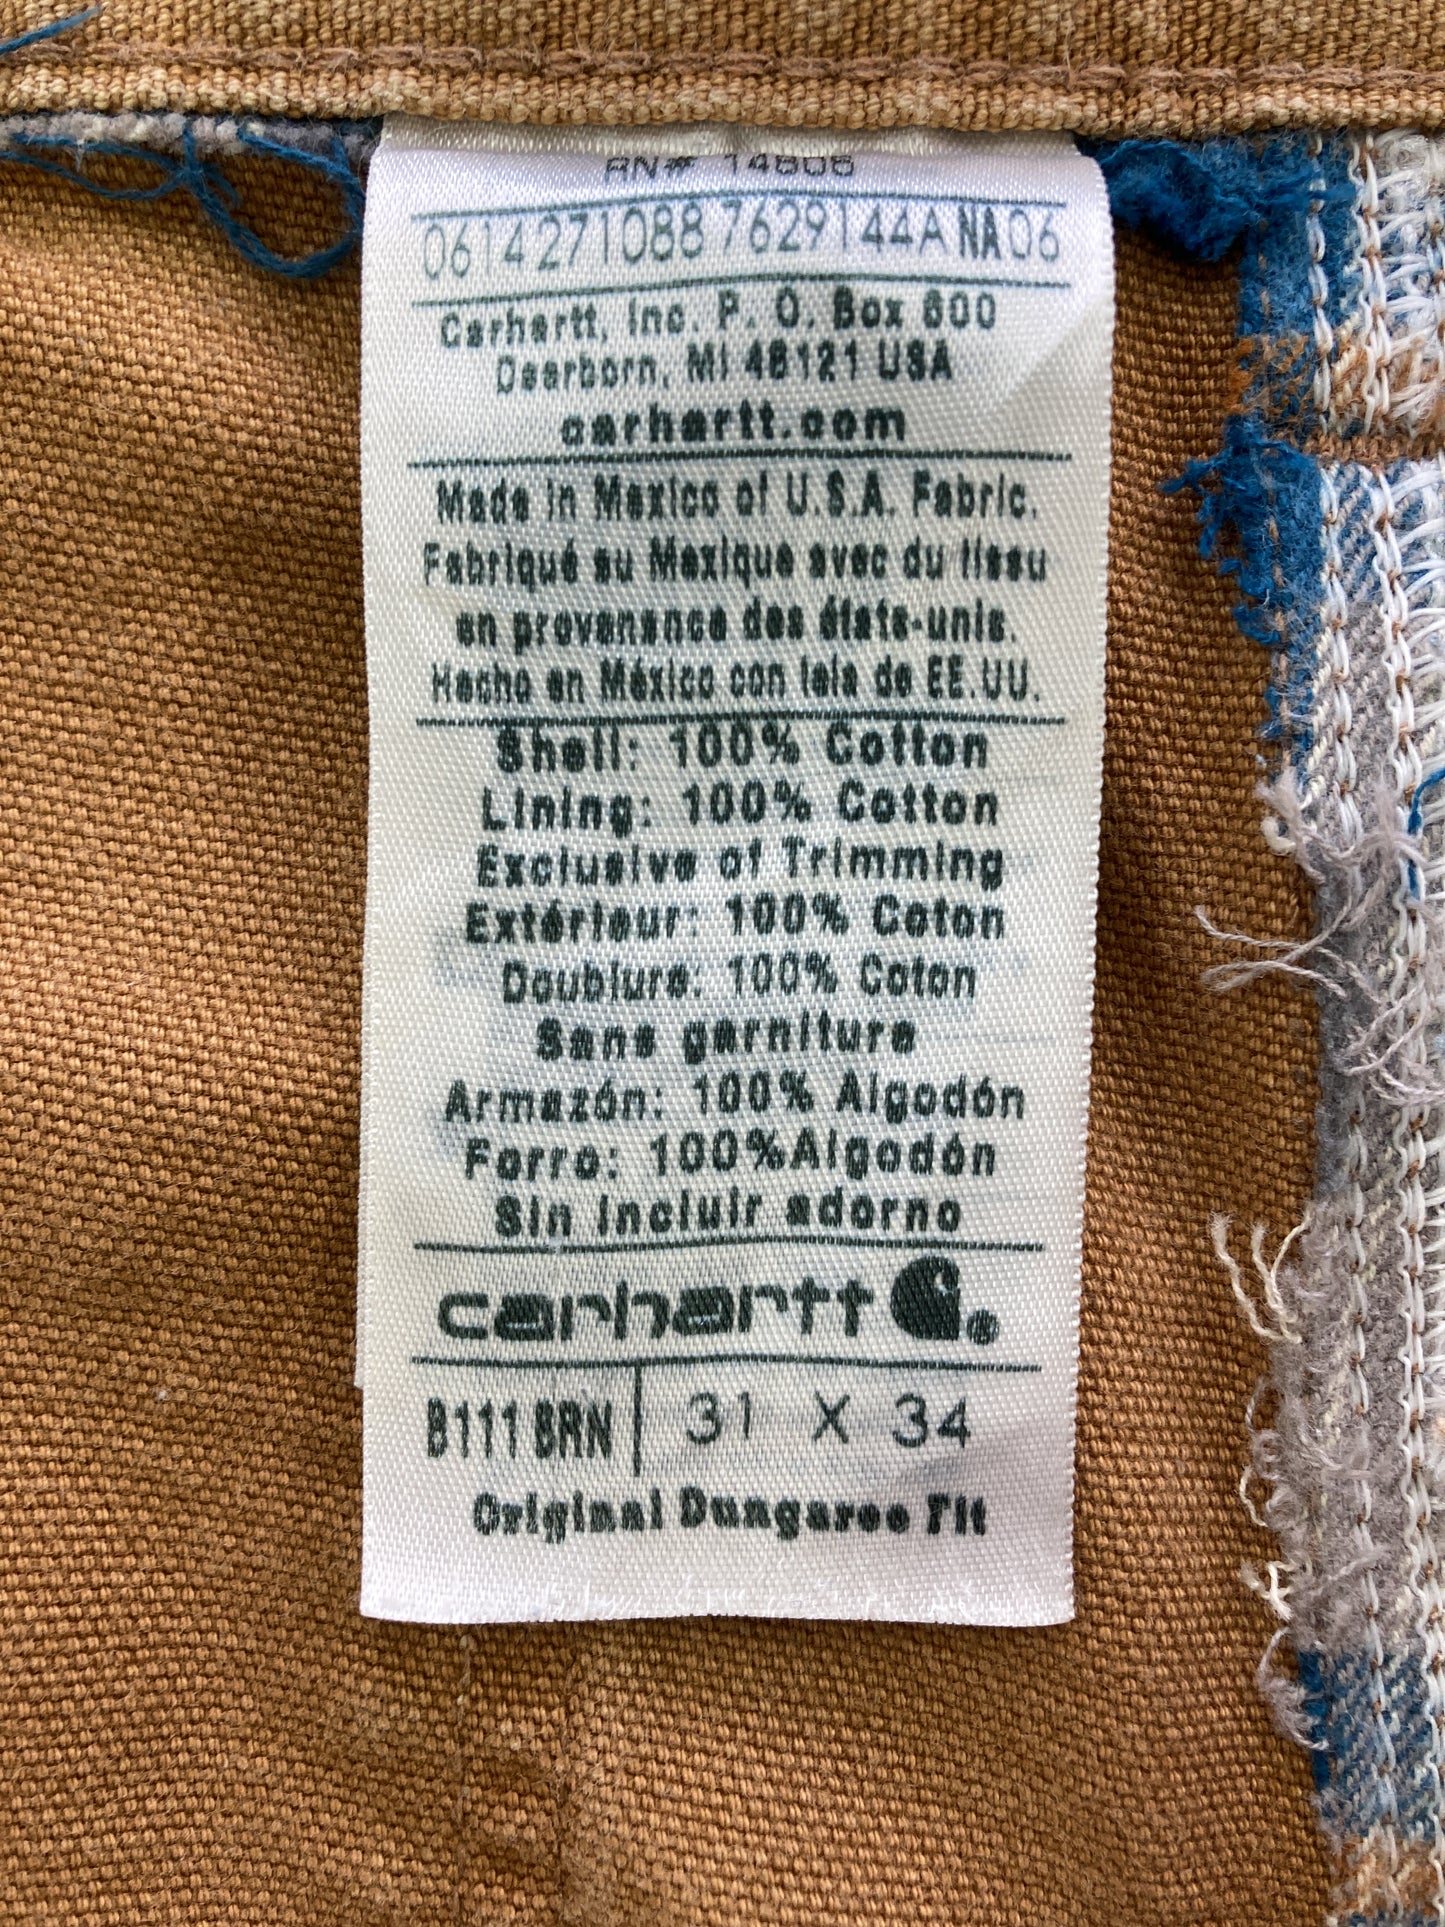 RN# 14806
0614271088 7629144A NA06
Carhartt, Inc. P. O. Box 600
Dearborn, MI 48121 USA
carhartt.com
Made in Mexico of U.S.A. Fabric.
Fabriqué au Mexique avec du tissu
en provenance des états-unis.
Hecho en México con tela de EE.UU.
Shell: 100% Cotton
Lining: 100% Cotton
Exclusive of Trimming
Extérieur: 100% Coton
Doublure: 100% Coton
Sans garniture
Armazón: 100% Algodón
Forro: 100%Algodón
Sin incluir adorno
carhartt
B111 BRN 31 X 34
Original Dungaree Fit